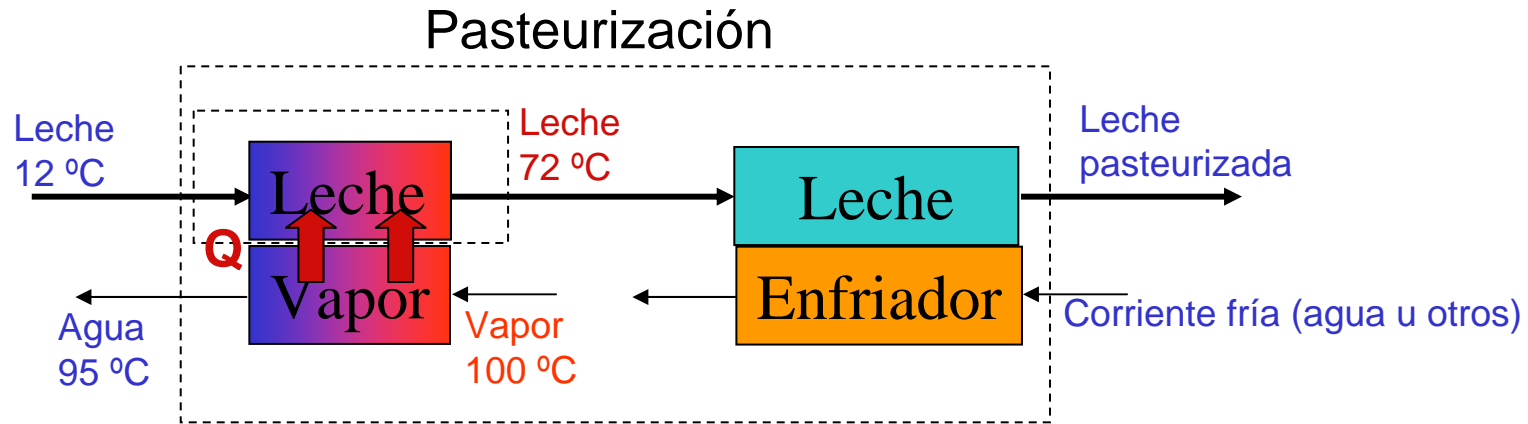 Pasteurización
Leche
12 ºC
Leche
72 ºC
Leche
pasteurizada
Leche
Leche
Q
Vapor
Enfriador
Agua
95 ºC
Vapor
100 ºC
Corriente fría (agua u otros)